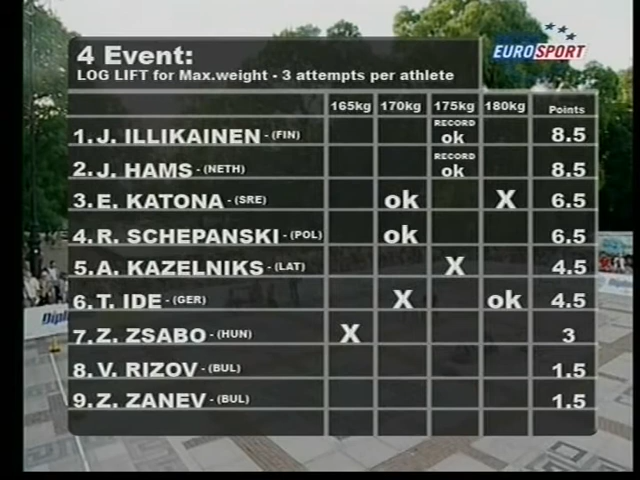 EUROSPORT
4 Event:
LOG LIFT for Max.weight - 3 attempts per athlete
165kg 170kg 175kg 180kg Points
1. J. ILLIKAINEN - (FIN) RECORD ok 8.5
2. J. HAMS - (NETH) RECORD ok 8.5
3. E. KATONA - (SRE) ok X 6.5
4. R. SCHEPANSKI - (POL) ok 6.5
5. A. KAZELNIKS - (LAT) X 4.5
6. T. IDE - (GER) X ok 4.5
7. Z. ZSABO - (HUN) X 3
8. V. RIZOV - (BUL) 1.5
9. Z. ZANEV - (BUL) 1.5